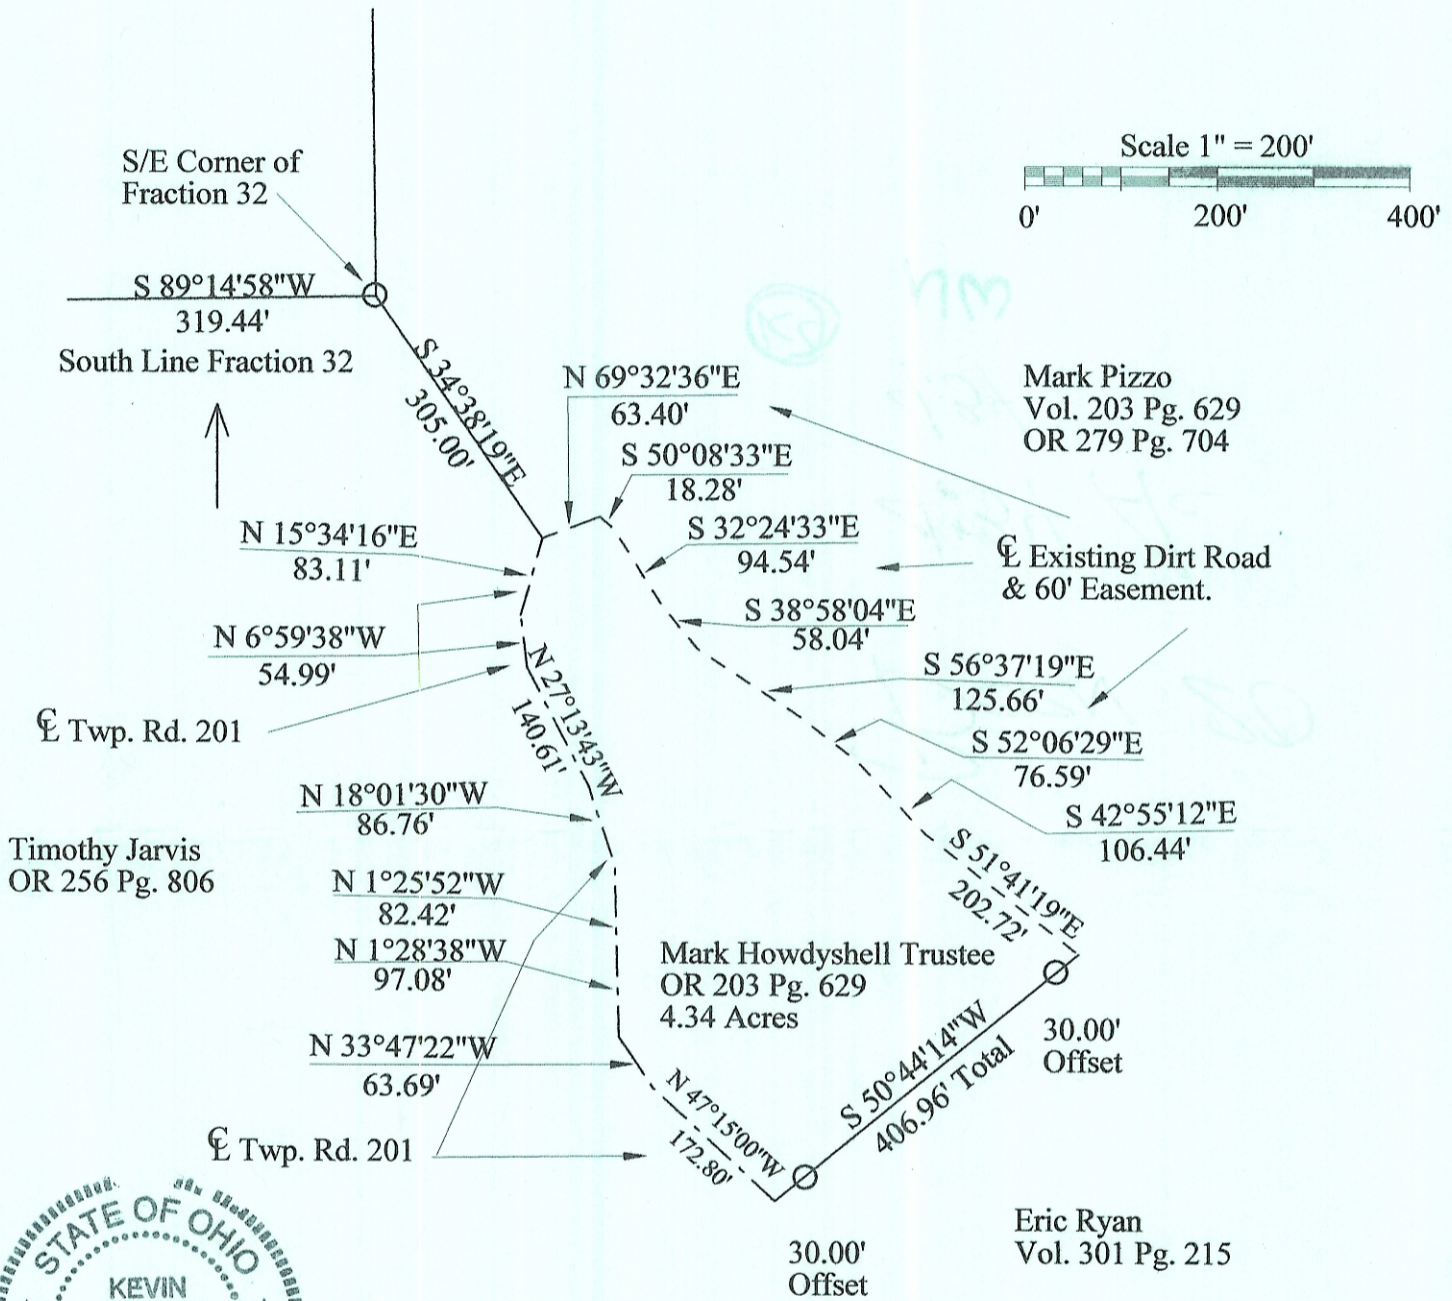 S/E Corner of
Fraction 32
Scale 1" = 200'
0' 200' 400'
S 89°14'58"W
319.44'
South Line Fraction 32
S 34°38'19"E
305.00'
N 69°32'36"E
63.40'
Mark Pizzo
Vol. 203 Pg. 629
OR 279 Pg. 704
S 50°08'33"E
18.28'
N 15°34'16"E
83.11'
S 32°24'33"E
94.54'
℄ Existing Dirt Road
& 60' Easement.
S 38°58'04"E
58.04'
N 6°59'38"W
54.99'
S 56°37'19"E
125.66'
℄ Twp. Rd. 201
N 27°13'43"W
140.61'
S 52°06'29"E
76.59'
N 18°01'30"W
86.76'
S 42°55'12"E
106.44'
Timothy Jarvis
OR 256 Pg. 806
S 51°41'19"E
202.72'
N 1°25'52"W
82.42'
N 1°28'38"W
97.08'
Mark Howdyshell Trustee
OR 203 Pg. 629
4.34 Acres
N 33°47'22"W
63.69'
S 50°44'14"W
406.96' Total
30.00'
Offset
℄ Twp. Rd. 201
N 47°15'00"W
172.80'
Eric Ryan
Vol. 301 Pg. 215
30.00'
Offset
STATE OF OHIO
KEVIN